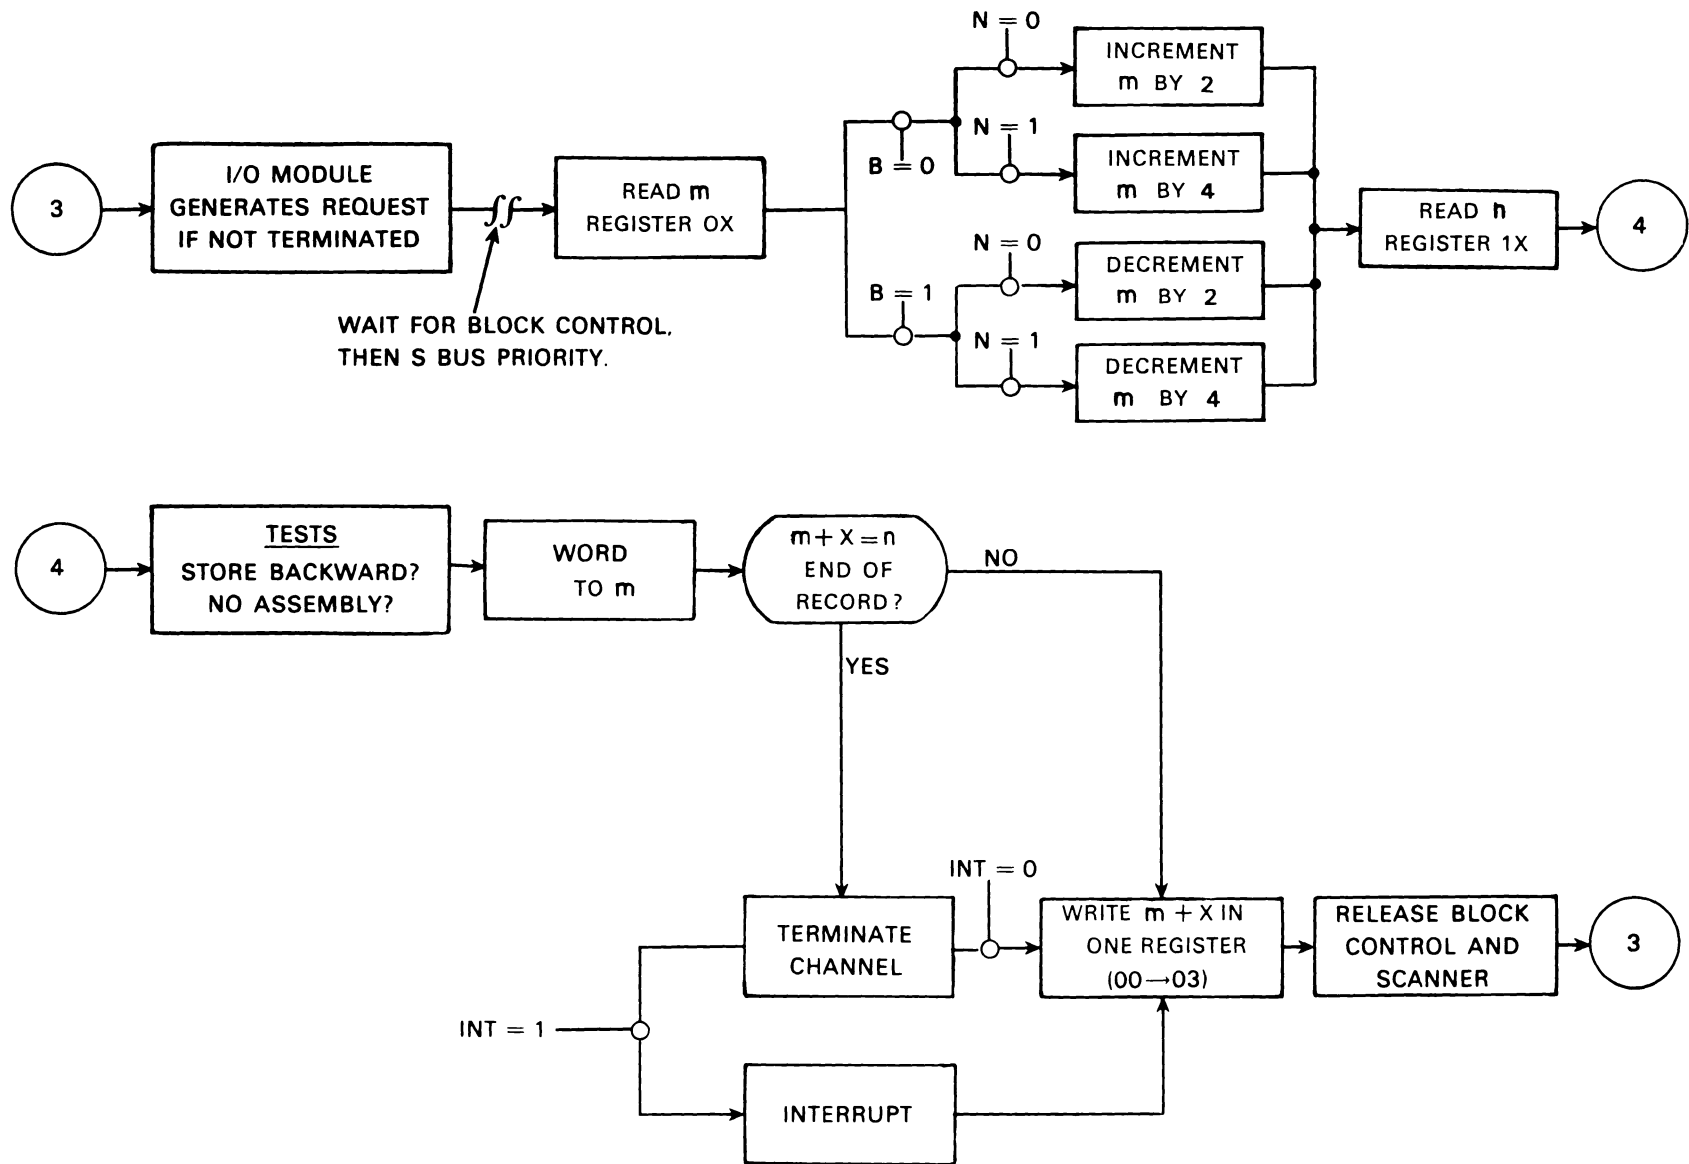 3
I/O MODULE
GENERATES REQUEST
IF NOT TERMINATED
WAIT FOR BLOCK CONTROL,
THEN S BUS PRIORITY.
READ m
REGISTER 0X
B = 0
B = 1
N = 0
INCREMENT
m BY 2
N = 1
INCREMENT
m BY 4
N = 0
DECREMENT
m BY 2
N = 1
DECREMENT
m BY 4
READ n
REGISTER 1X
4
4
TESTS
STORE BACKWARD?
NO ASSEMBLY?
WORD
TO m
m + X = n
END OF
RECORD?
NO
YES
TERMINATE
CHANNEL
INT = 0
INT = 1
INTERRUPT
WRITE m + X IN
ONE REGISTER
(00→03)
RELEASE BLOCK
CONTROL AND
SCANNER
3